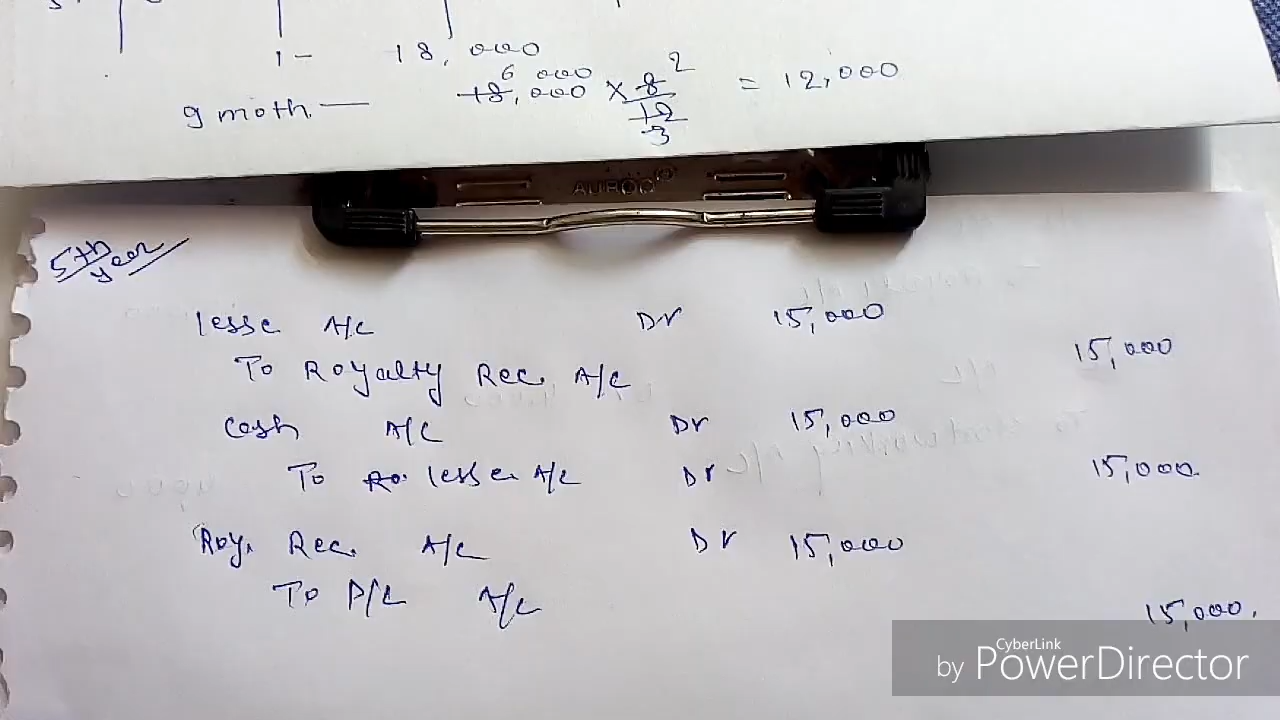 1 - 18,000
6 000
9 moth — 18,000 × 8 2 = 12,000
12
3
AUROO
5th year
lesse A/c Dr 15,000
To Royalty Rec. A/c 15,000
Cash A/c Dr 15,000
To Ro. lesse A/c Dr 15,000.
Roy. Rec. A/c Dr 15,000
To P/L A/c 15,000.
CyberLink
by PowerDirector